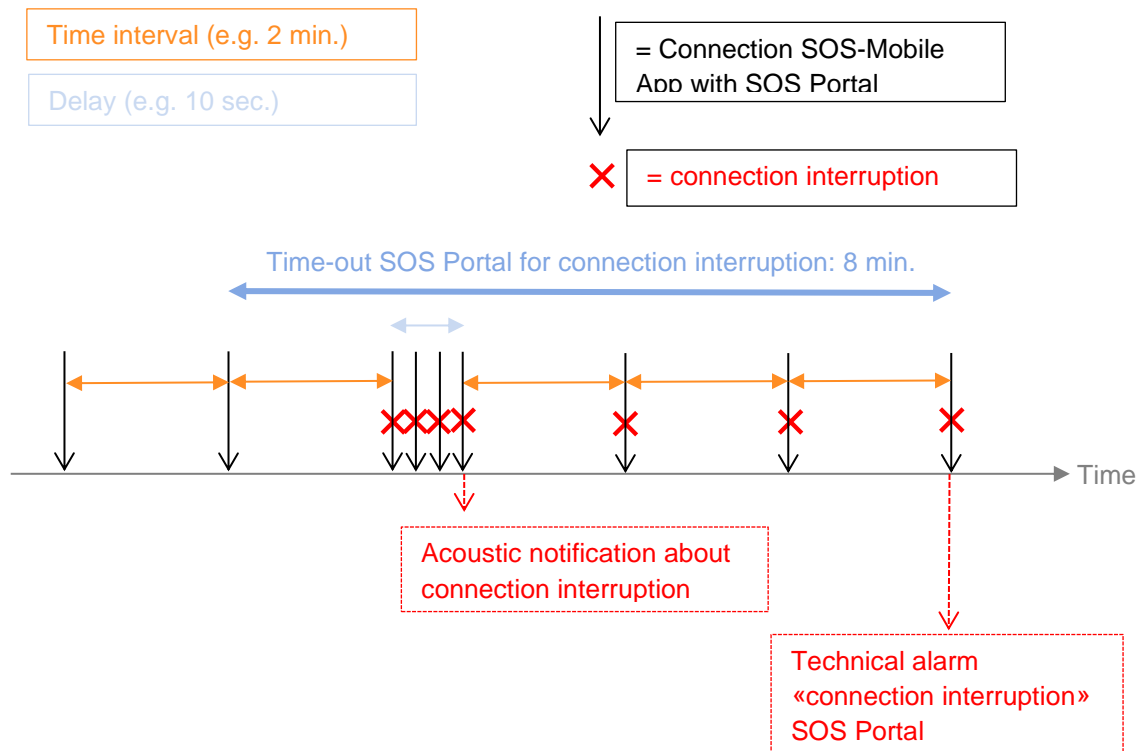 Time interval (e.g. 2 min.)
Delay (e.g. 10 sec.)
= Connection SOS-Mobile
App with SOS Portal
= connection interruption
Time-out SOS Portal for connection interruption: 8 min.
Time
Acoustic notification about
connection interruption
Technical alarm
«connection interruption»
SOS Portal